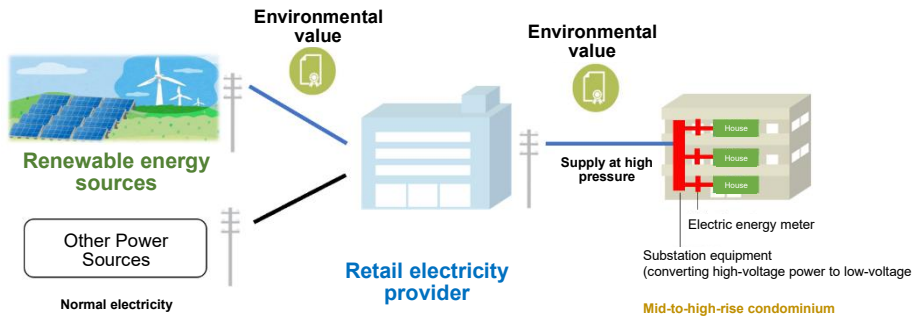 Environmental
value
Environmental
value
Renewable energy
sources
Other Power
Sources
Normal electricity
Retail electricity
provider
Supply at high
pressure
House
House
House
Electric energy meter
Substation equipment
(converting high-voltage power to low-voltage
Mid-to-high-rise condominium